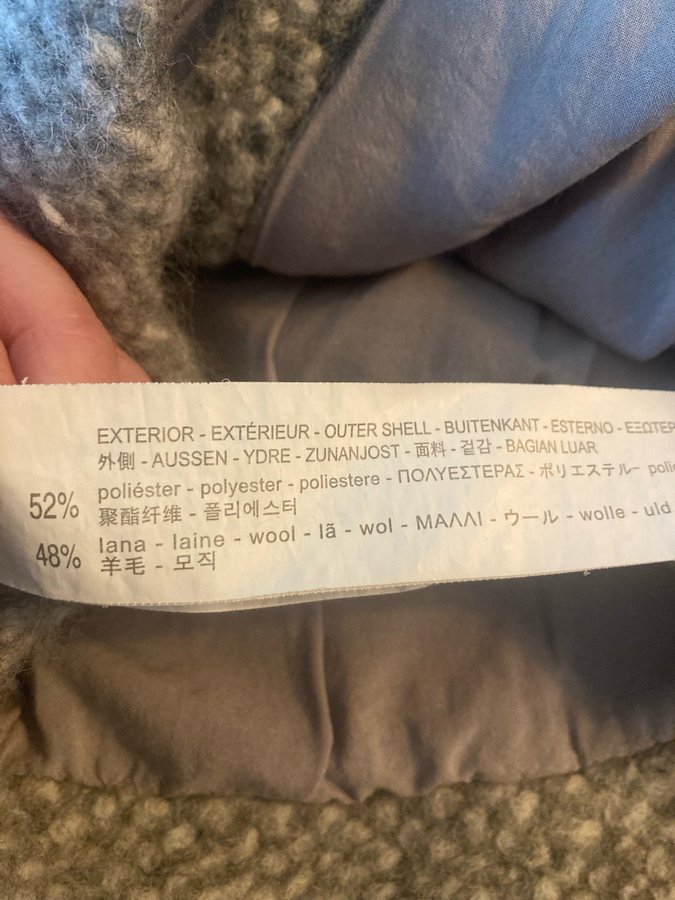 EXTERIOR - EXTÉRIEUR - OUTER SHELL - BUITENKANT - ESTERNO - ΕΞΩΤΕΡ
外側 - AUSSEN - YDRE - ZUNANJOST - 面料 - 겉감 - BAGIAN LUAR
52% poliéster - polyester - poliestere - ΠΟΛΥΕΣΤΕΡΑΣ - ポリエステル - polie
聚酯纤维 - 폴리에스터
48% lana - laine - wool - lã - wol - ΜΑΛΛΙ - ウール - wolle - uld
羊毛 - 모직